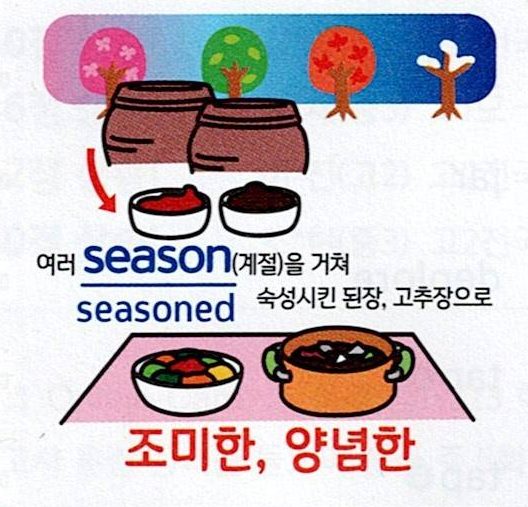 여러 season(계절)을 거쳐
seasoned 숙성시킨 된장, 고추장으로
조미한, 양념한